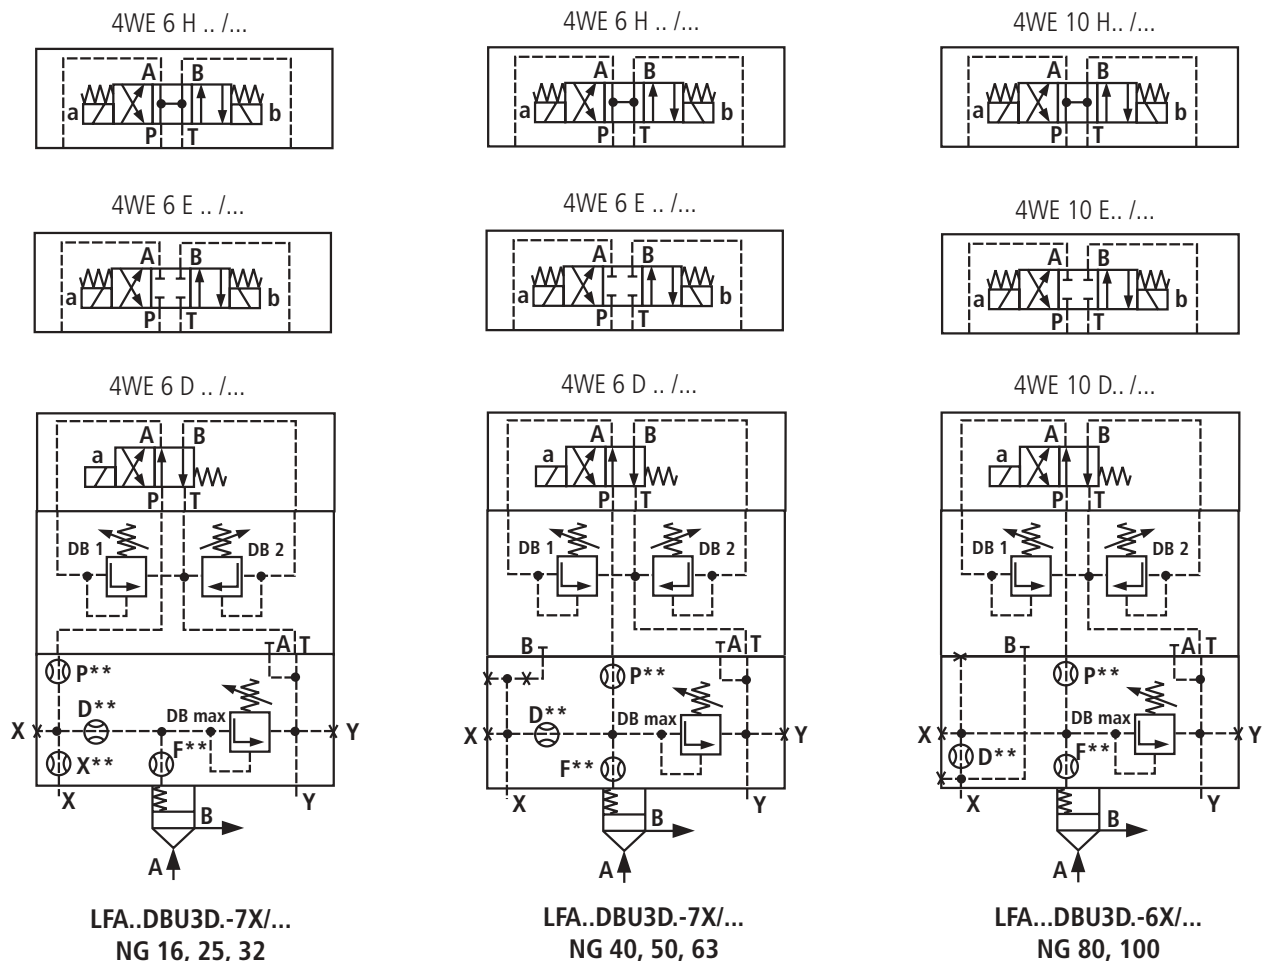 4WE 6 H .. /...
A B
a b
P T
4WE 6 E .. /...
A B
a b
P T
4WE 6 D .. /...
A B
a
P T
DB 1 DB 2
A T
P**
D** DB max
X Y
X** F**
X Y
B
A
LFA..DBU3D.-7X/...
NG 16, 25, 32
4WE 6 H .. /...
A B
a b
P T
4WE 6 E .. /...
A B
a b
P T
4WE 6 D .. /...
A B
a
P T
DB 1 DB 2
B A T
P**
D** DB max
X Y
F**
X Y
B
A
LFA..DBU3D.-7X/...
NG 40, 50, 63
4WE 10 H.. /...
A B
a b
P T
4WE 10 E.. /...
A B
a b
P T
4WE 10 D.. /...
A B
a
P T
DB 1 DB 2
B A T
P**
DB max
X Y
D** F**
X Y
B
A
LFA...DBU3D.-6X/...
NG 80, 100